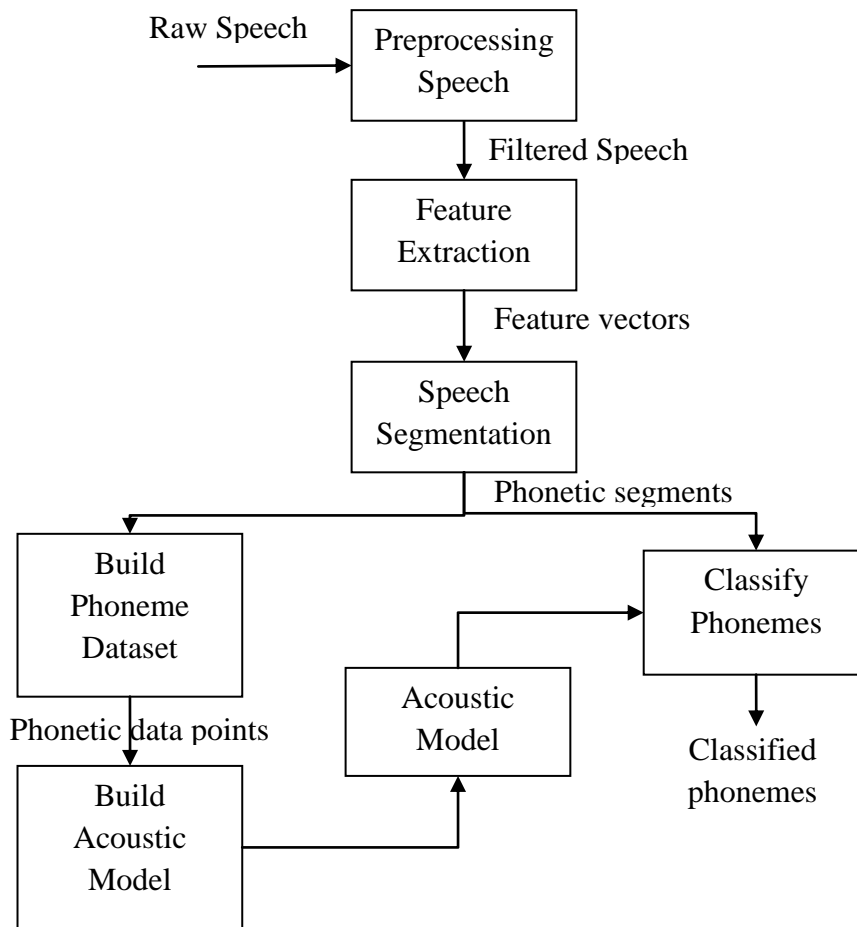 Raw Speech
Preprocessing
Speech
Filtered Speech
Feature
Extraction
Feature vectors
Speech
Segmentation
Phonetic segments
Build
Phoneme
Dataset
Classify
Phonemes
Phonetic data points
Acoustic
Model
Classified
phonemes
Build
Acoustic
Model